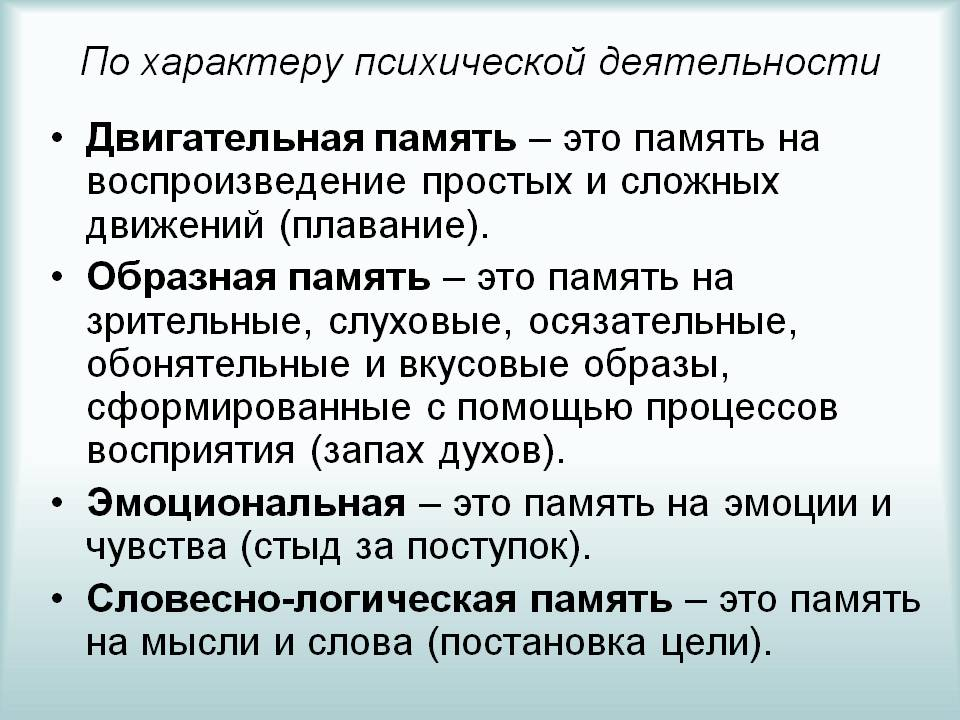 По характеру психической деятельности
• Двигательная память – это память на
воспроизведение простых и сложных
движений (плавание).
• Образная память – это память на
зрительные, слуховые, осязательные,
обонятельные и вкусовые образы,
сформированные с помощью процессов
восприятия (запах духов).
• Эмоциональная – это память на эмоции и
чувства (стыд за поступок).
• Словесно-логическая память – это память
на мысли и слова (постановка цели).